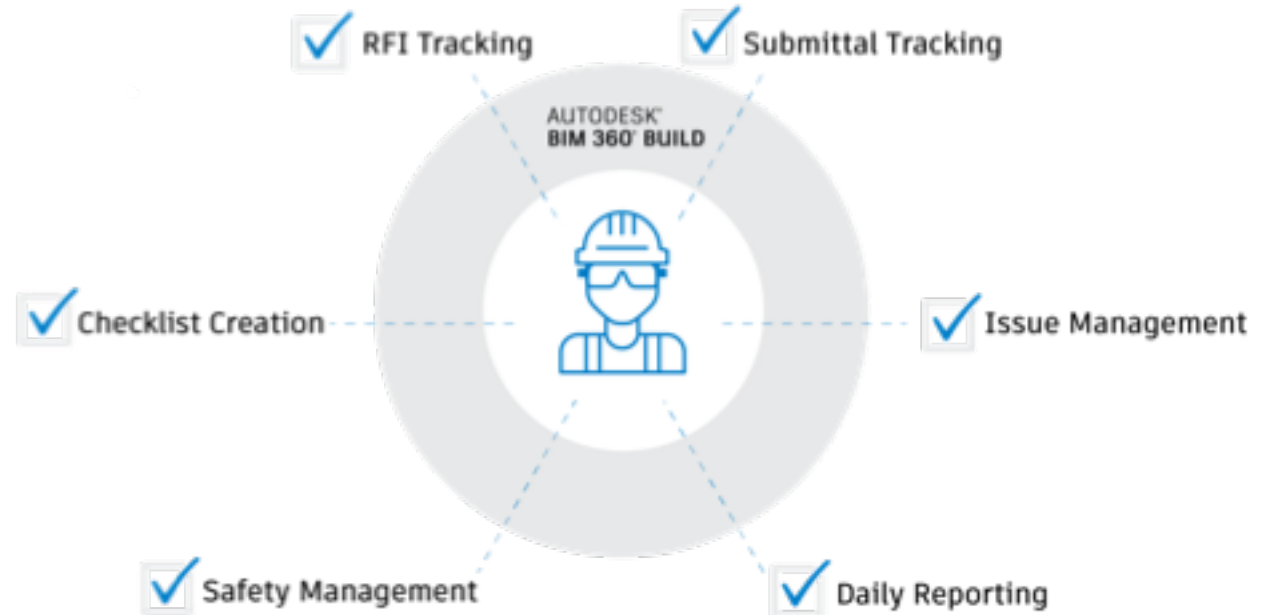 RFI Tracking
Submittal Tracking
AUTODESK®
BIM 360® BUILD
Checklist Creation
Issue Management
Safety Management
Daily Reporting